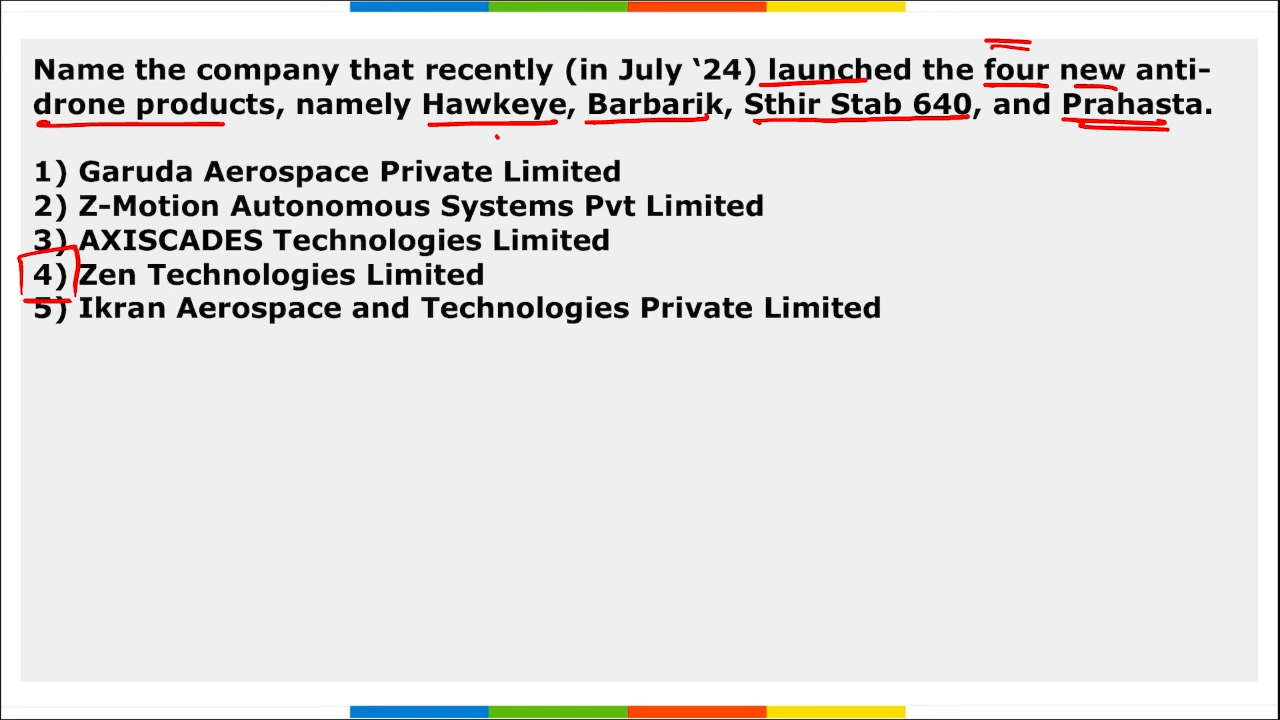 Name the company that recently (in July ‘24) launched the four new anti-
drone products, namely Hawkeye, Barbarik, Sthir Stab 640, and Prahasta.
1) Garuda Aerospace Private Limited
2) Z-Motion Autonomous Systems Pvt Limited
3) AXISCADES Technologies Limited
4) Zen Technologies Limited
5) Ikran Aerospace and Technologies Private Limited